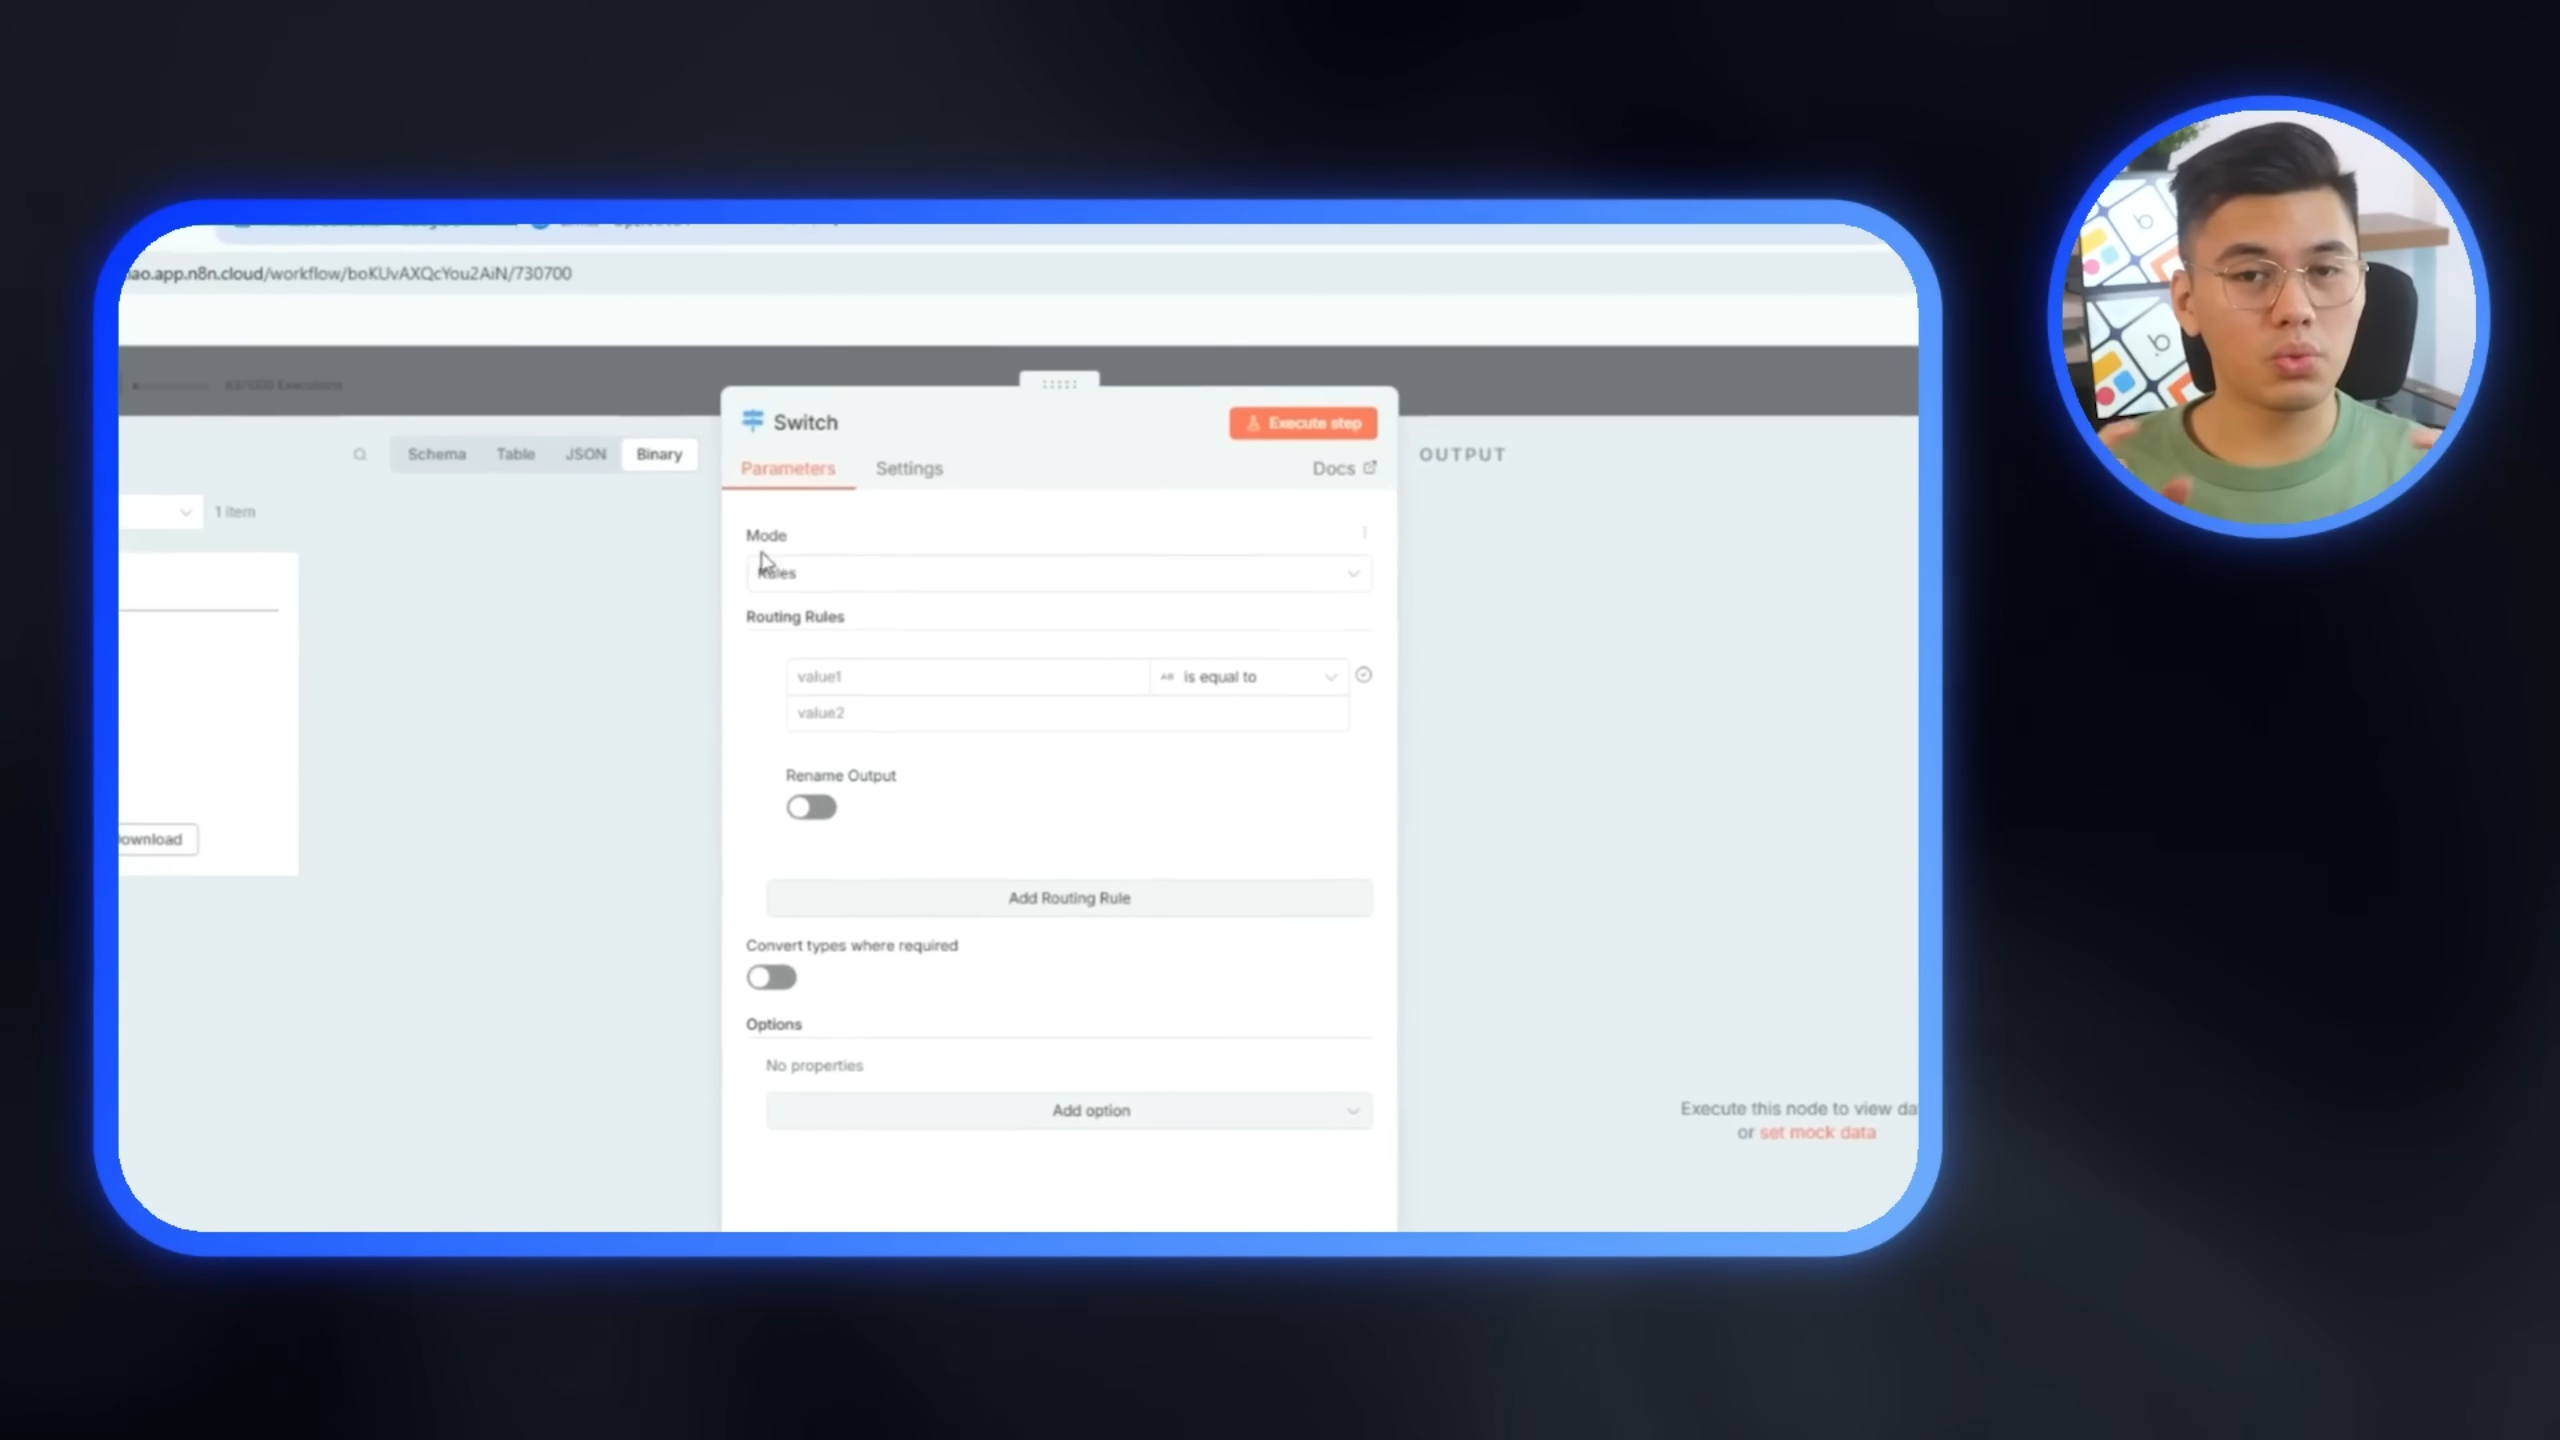 ao.app.n8n.cloud/workflow/boKUvAXQcYou2AiN/730700
Switch
Execute step
Schema
Table
JSON
Binary
Parameters
Settings
Docs
OUTPUT
1 item
Mode
Rules
Routing Rules
value1
is equal to
value2
Rename Output
Download
Add Routing Rule
Convert types where required
Options
No properties
Add option
Execute this node to view da
or set mock data